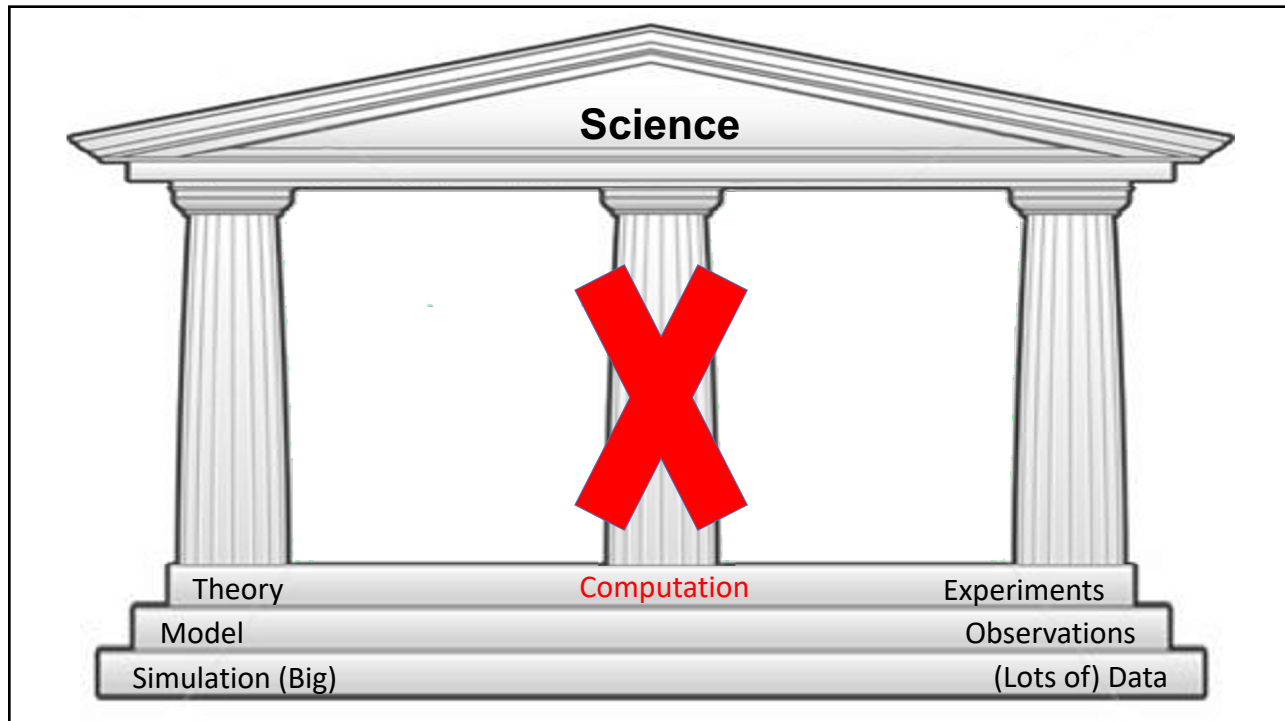 Science
Theory Computation Experiments
Model Observations
Simulation (Big) (Lots of) Data